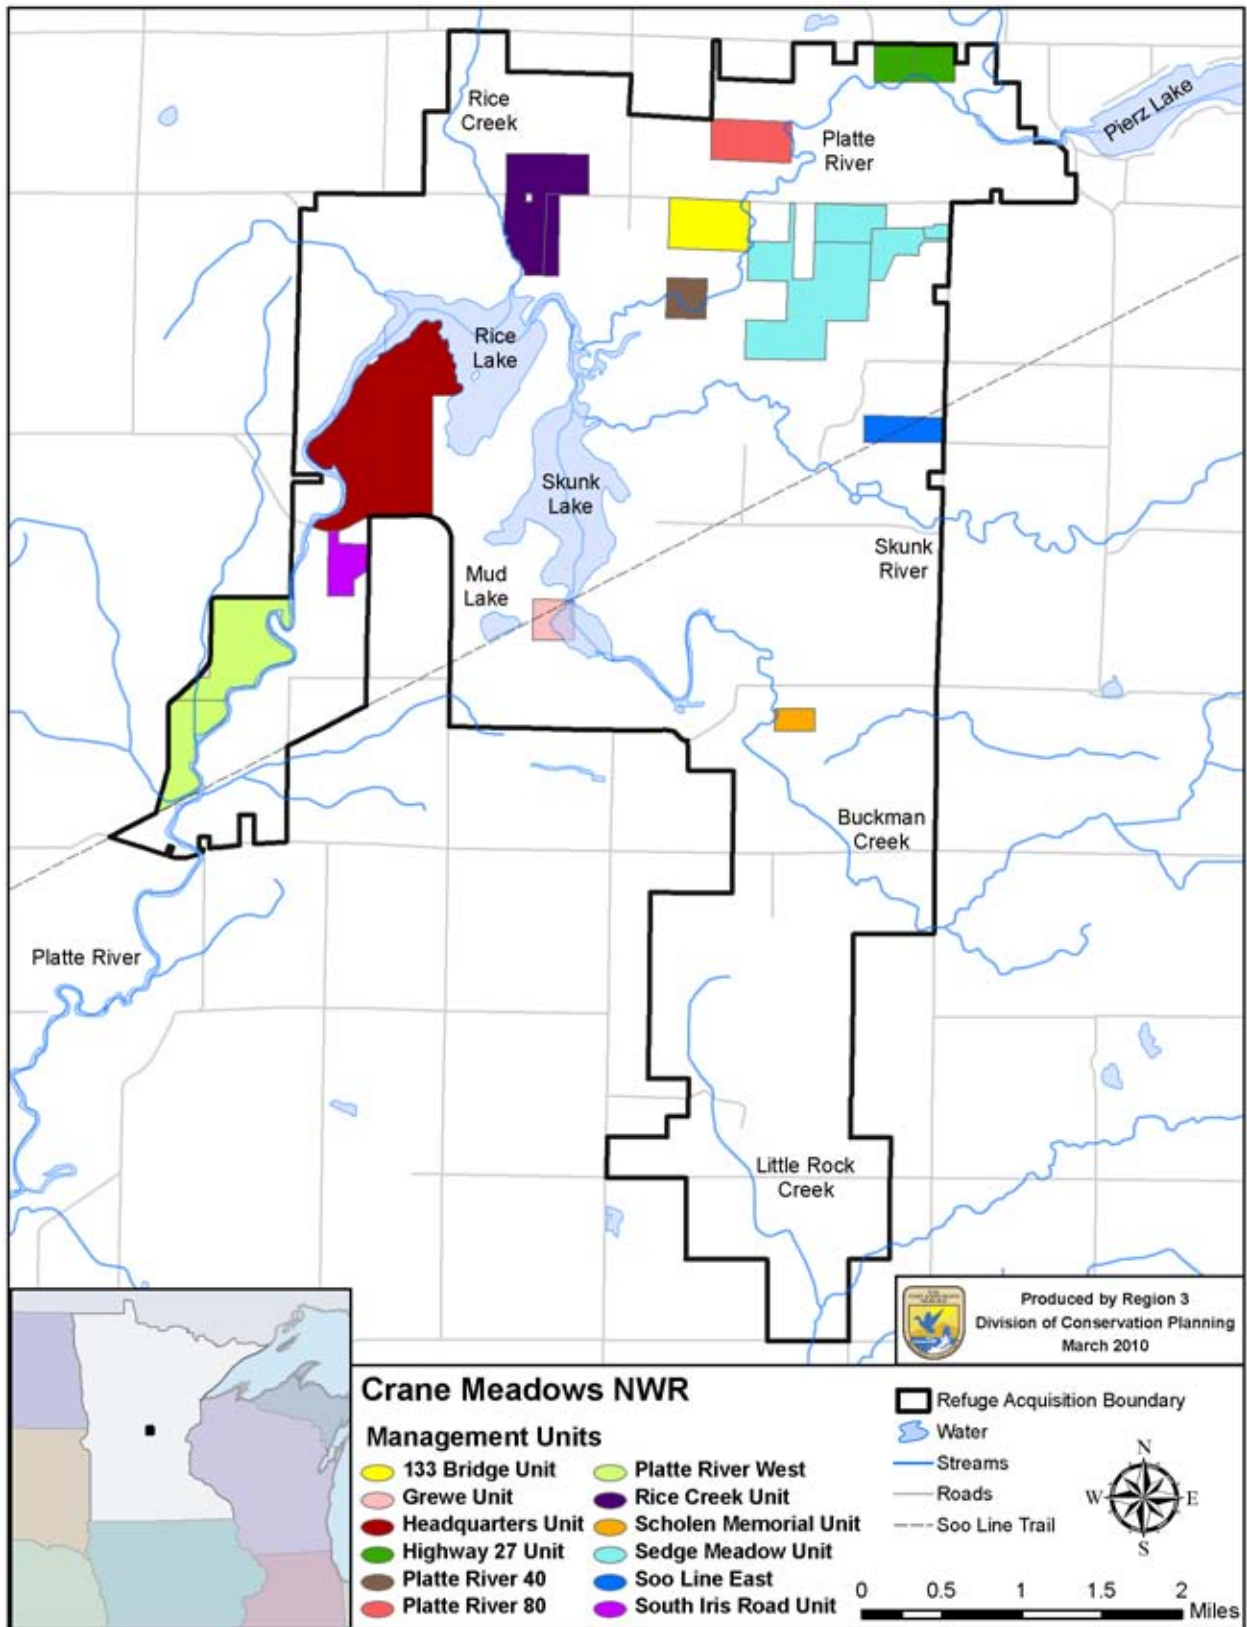 Rice
Creek
Pierz Lake
Platte
River
Rice
Lake
Skunk
Lake
Skunk
River
Mud
Lake
Buckman
Creek
Platte River
Little Rock
Creek
Produced by Region 3
Division of Conservation Planning
March 2010
Crane Meadows NWR
Management Units
133 Bridge Unit
Grewe Unit
Headquarters Unit
Highway 27 Unit
Platte River 40
Platte River 80
Platte River West
Rice Creek Unit
Scholen Memorial Unit
Sedge Meadow Unit
Soo Line East
South Iris Road Unit
Refuge Acquisition Boundary
Water
Streams
Roads
Soo Line Trail
N
W E
S
0 0.5 1 1.5 2
Miles